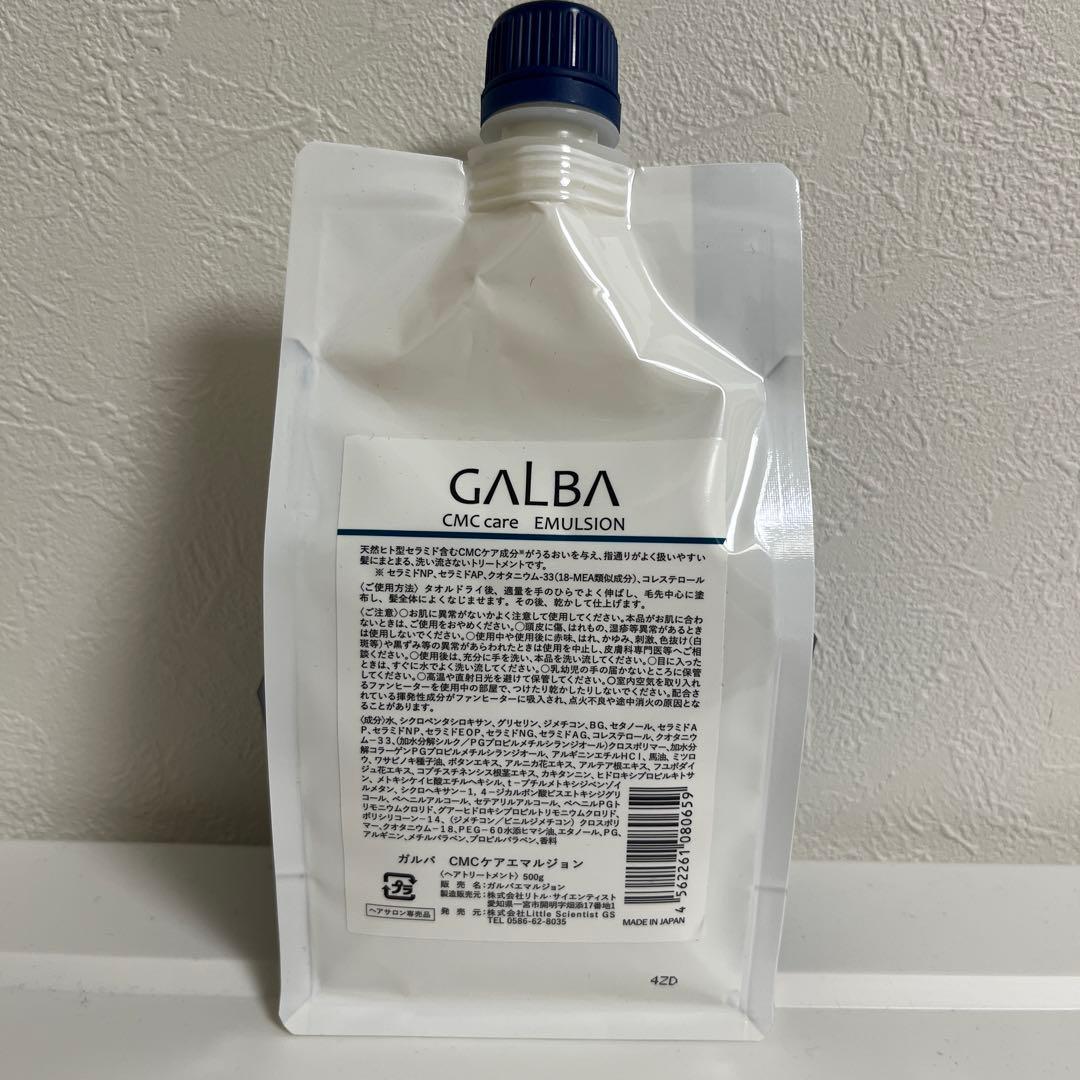 GALBA
CMC care EMULSION
天然ヒト型セラミド含むCMCケア成分※がうるおいを与え、指通りがよく扱いやすい
髪にまとまる、洗い流さないトリートメントです。
※ セラミドNP、セラミドAP、クオタニウム-33(18-MEA類似成分)、コレステロール
〈ご使用方法〉タオルドライ後、適量を手のひらでよく伸ばし、毛先中心に塗
布し、髪全体によくなじませます。その後、乾かして仕上げます。
〈ご注意〉○お肌に異常がないかよく注意して使用してください。本品がお肌に合わ
ないときは、ご使用をおやめください。○頭皮に傷、はれもの、湿疹等異常があるとき
は使用しないでください。○使用中や使用後に赤味、はれ、かゆみ、刺激、色抜け(白
斑等)や黒ずみ等の異常があらわれたときは使用を中止し、皮膚科専門医等へご相
談ください。○使用後は、充分に手を洗い、本品を洗い流してください。○目に入った
ときは、すぐに水でよく洗い流してください。○乳幼児の手の届かないところに保管
してください。○高温や直射日光を避けて保管してください。○室内空気を取り入れ
るファンヒーターを使用中の部屋で、つけたり乾かしたりしないでください。配合さ
れている揮発性成分がファンヒーターに吸入され、点火不良や途中消火の原因とな
ることがあります。
〈成分〉水、シクロペンタシロキサン、グリセリン、ジメチコン、BG、セタノール、セラミドA
P、セラミドNP、セラミドEOP、セラミドNG、セラミドAG、コレステロール、クオタニウ
ム-33、(加水分解シルク/PGプロピルメチルシランジオール)クロスポリマー、加水分
解コラーゲンPGプロピルメチルシランジオール、アルギニンエチルHCl、馬油、ミツロ
ウ、ワサビノキ種子油、ボタンエキス、アルニカ花エキス、アルテア根エキス、フユボダイ
ジュ花エキス、コプチスチネンシス根茎エキス、カキタンニン、ヒドロキシプロピルキトサ
ン、メトキシケイヒ酸エチルヘキシル、t-ブチルメトキシジベンゾイ
ルメタン、シクロヘキサン-1,4-ジカルボン酸ビスエトキシジグリ
コール、ベヘニルアルコール、セテアリルアルコール、ベヘニルPGト
リモニウムクロリド、グアーヒドロキシプロピルトリモニウムクロリド、
ポリシリコーン-14、(ジメチコン/ビニルジメチコン)クロスポリ
マー、クオタニウム-18、PEG-60水添ヒマシ油、エタノール、PG、
アルギニン、メチルパラベン、プロピルパラベン、香料
ガルバ CMCケアエマルジョン
〈ヘアトリートメント〉500g
プラ
販売名:ガルバエマルジョン
製造販売元:株式会社リトル・サイエンティスト
愛知県一宮市開明字畑添17番地1
ヘアサロン専売品
発売元:株式会社Little Scientist GS
TEL 0586-62-8035
4 562261 080659
MADE IN JAPAN
4ZD